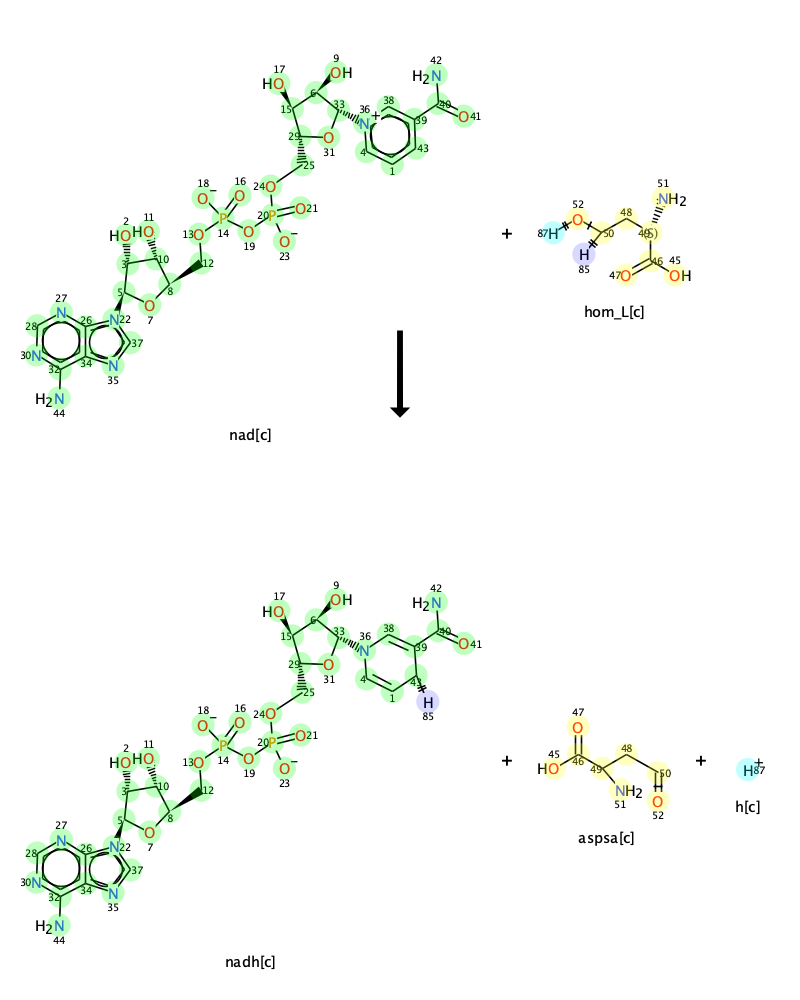 9
42
17
OH
H₂N
HO
6
38
33
36
40
O 41
15
N⁺
39
29
O
4
43
31
1
25
24 O
51
16
18
O⁻
O
20 P
O 21
52
NH₂
2
11
13 O
P
14
O
19
O⁻
23
O
48
HO
HO
87H
50
49(S)
3
10
12
+
H
85
46
45
5
8
47 O
OH
27
O
7
hom_L[c]
N
N 22
28
26
30 N
37
34
32
N
35
H₂N
44
nad[c]
9
42
17
OH
H₂N
HO
6
38
33
36
40
O 41
15
N
39
29
O
4
43
31
1
25
H
85
24 O
47
16
18
O⁻
O
20 P
O 21
O
2
11
13 O
P
14
O
19
O⁻
23
45
48
HO
HO
+
HO
46
49
50
+
H⁺87
3
10
12
NH₂
51
O
52
h[c]
5
8
27
O
7
aspsa[c]
N
N 22
28
26
30 N
37
34
32
N
35
H₂N
44
nadh[c]